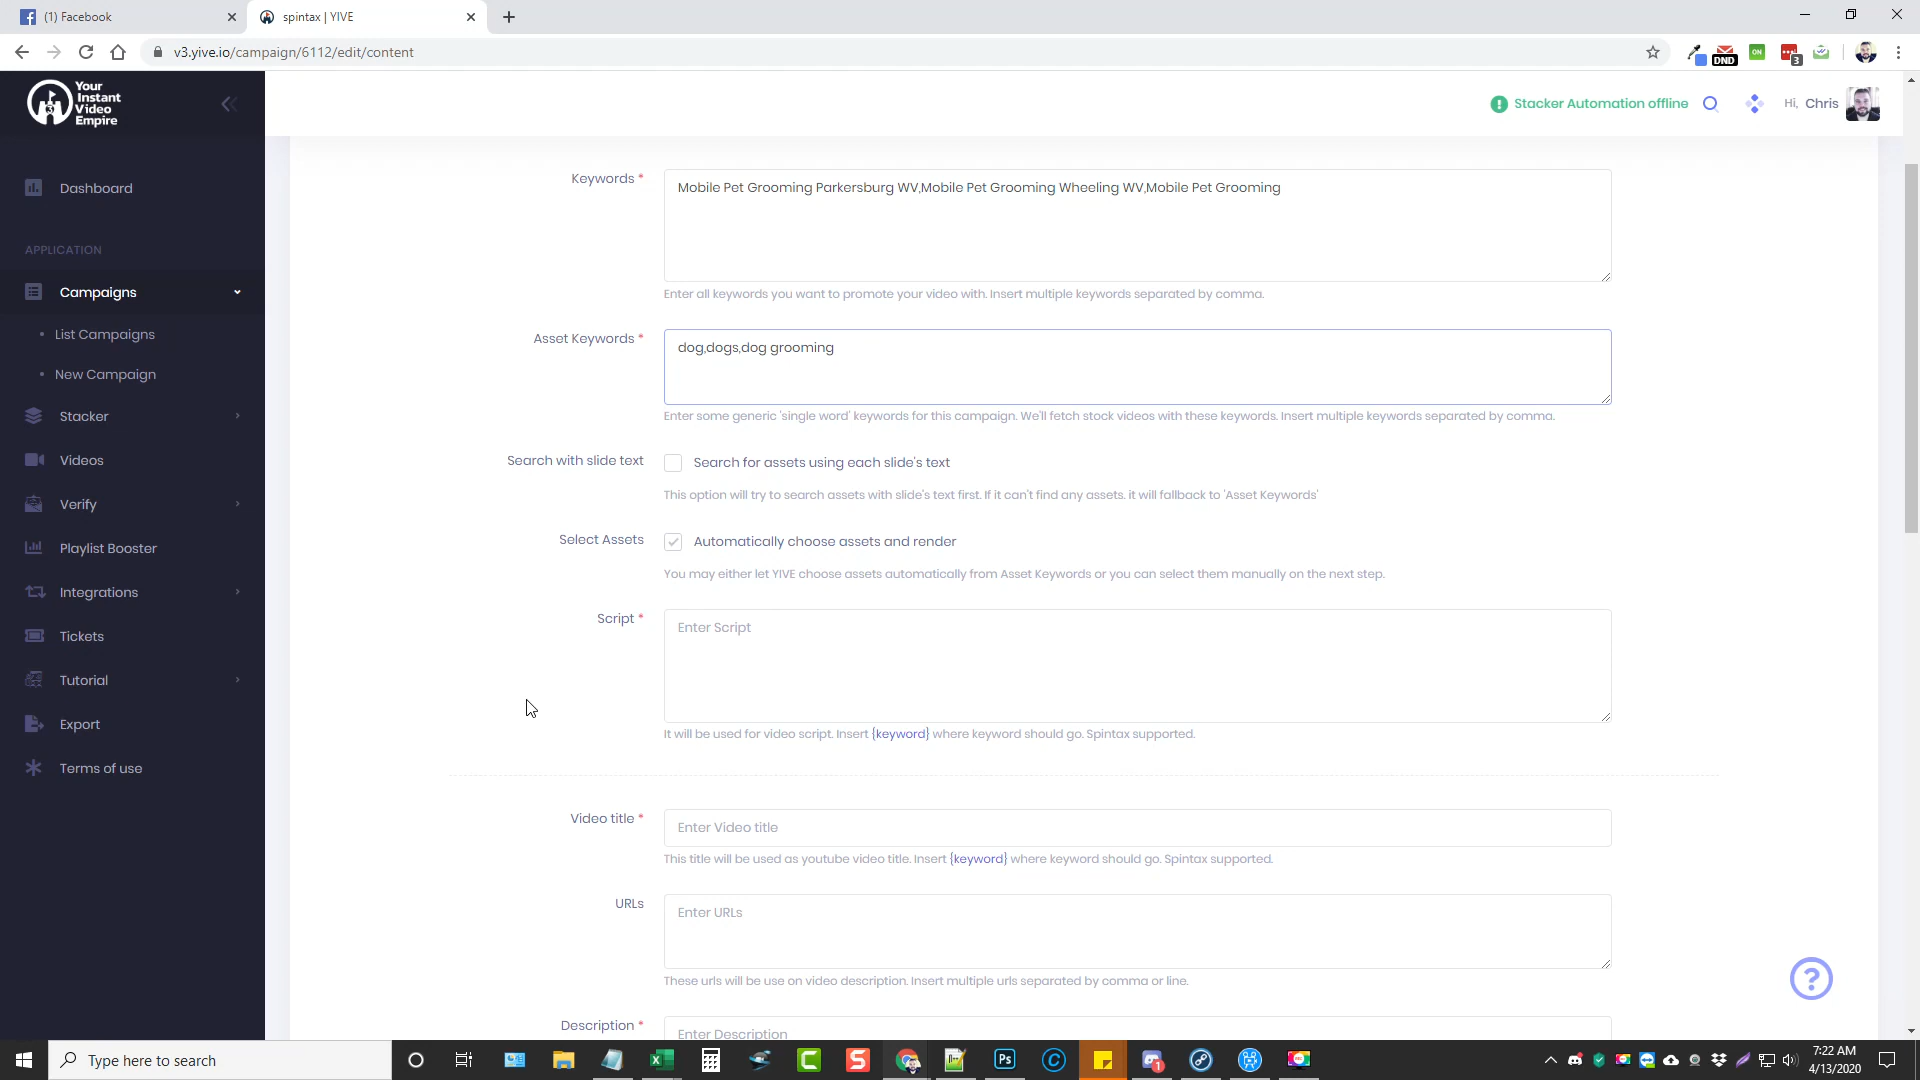 (1) Facebook
spintax | YIVE
v3.yive.io/campaign/6112/edit/content
DND
ON
3
Your
Instant
Video
Empire
Stacker Automation offline
Hi, Chris
Dashboard
APPLICATION
Campaigns
List Campaigns
New Campaign
Stacker
Videos
Verify
Playlist Booster
Integrations
Tickets
Tutorial
Export
Terms of use
Keywords *
Mobile Pet Grooming Parkersburg WV,Mobile Pet Grooming Wheeling WV,Mobile Pet Grooming
Enter all keywords you want to promote your video with. Insert multiple keywords separated by comma.
Asset Keywords *
dog,dogs,dog grooming
Enter some generic 'single word' keywords for this campaign. We'll fetch stock videos with these keywords. Insert multiple keywords separated by comma.
Search with slide text
Search for assets using each slide's text
This option will try to search assets with slide's text first. If it can't find any assets. it will fallback to 'Asset Keywords'
Select Assets
Automatically choose assets and render
You may either let YIVE choose assets automatically from Asset Keywords or you can select them manually on the next step.
Script *
Enter Script
It will be used for video script. Insert {keyword} where keyword should go. Spintax supported.
Video title *
Enter Video title
This title will be used as youtube video title. Insert {keyword} where keyword should go. Spintax supported.
URLs
Enter URLs
These urls will be use on video description. Insert multiple urls separated by comma or line.
Description *
Enter Description
?
Type here to search
Ps
1
7:22 AM
4/13/2020